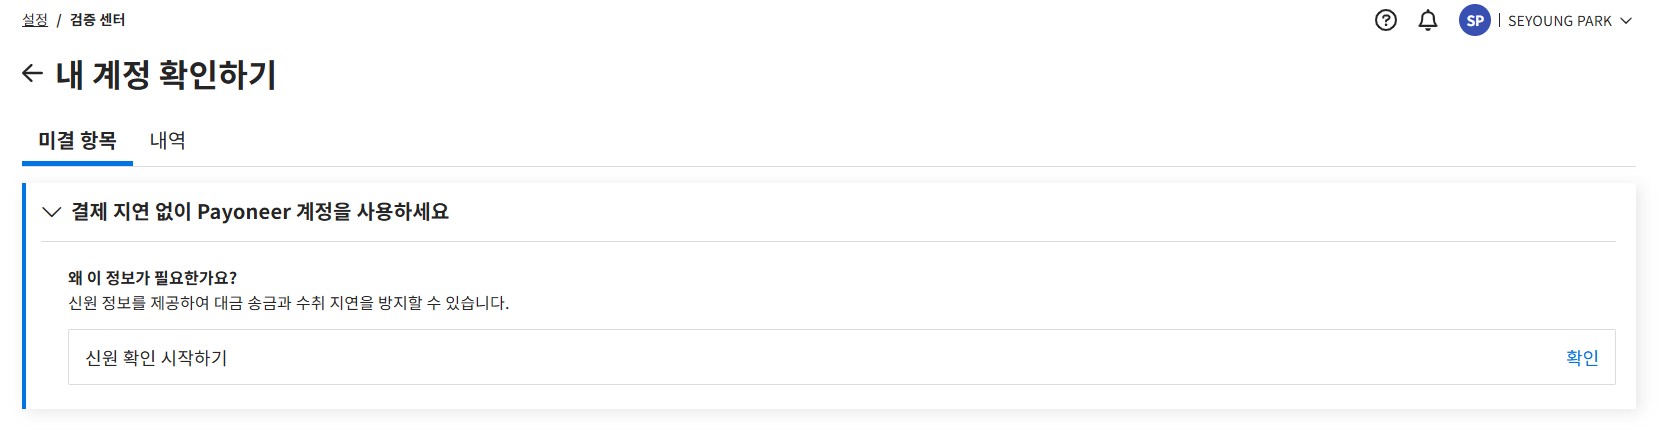 설정 / 검증 센터
SP | SEYOUNG PARK
내 계정 확인하기
미결 항목 내역
결제 지연 없이 Payoneer 계정을 사용하세요
왜 이 정보가 필요한가요?
신원 정보를 제공하여 대금 송금과 수취 지연을 방지할 수 있습니다.
신원 확인 시작하기 확인